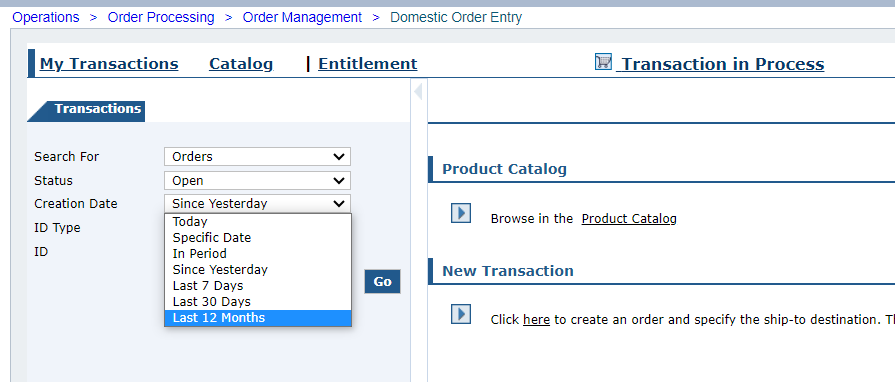 Operations > Order Processing > Order Management > Domestic Order Entry
My Transactions Catalog | Entitlement Transaction in Process
Transactions
Search For Orders
Status Open
Creation Date Since Yesterday
Today
Specific Date
In Period
Since Yesterday
Last 7 Days
Last 30 Days
Last 12 Months
ID Type
ID
Go
Product Catalog
Browse in the Product Catalog
New Transaction
Click here to create an order and specify the ship-to destination.